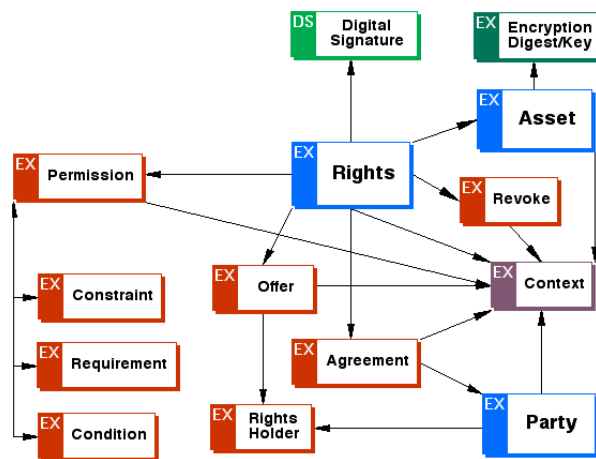 DS Digital
Signature
EX Encryption
Digest/Key
EX Asset
EX Rights
EX Permission
EX Revoke
EX Offer
EX Context
EX Constraint
EX Agreement
EX Requirement
EX Rights
Holder
EX Party
EX Condition